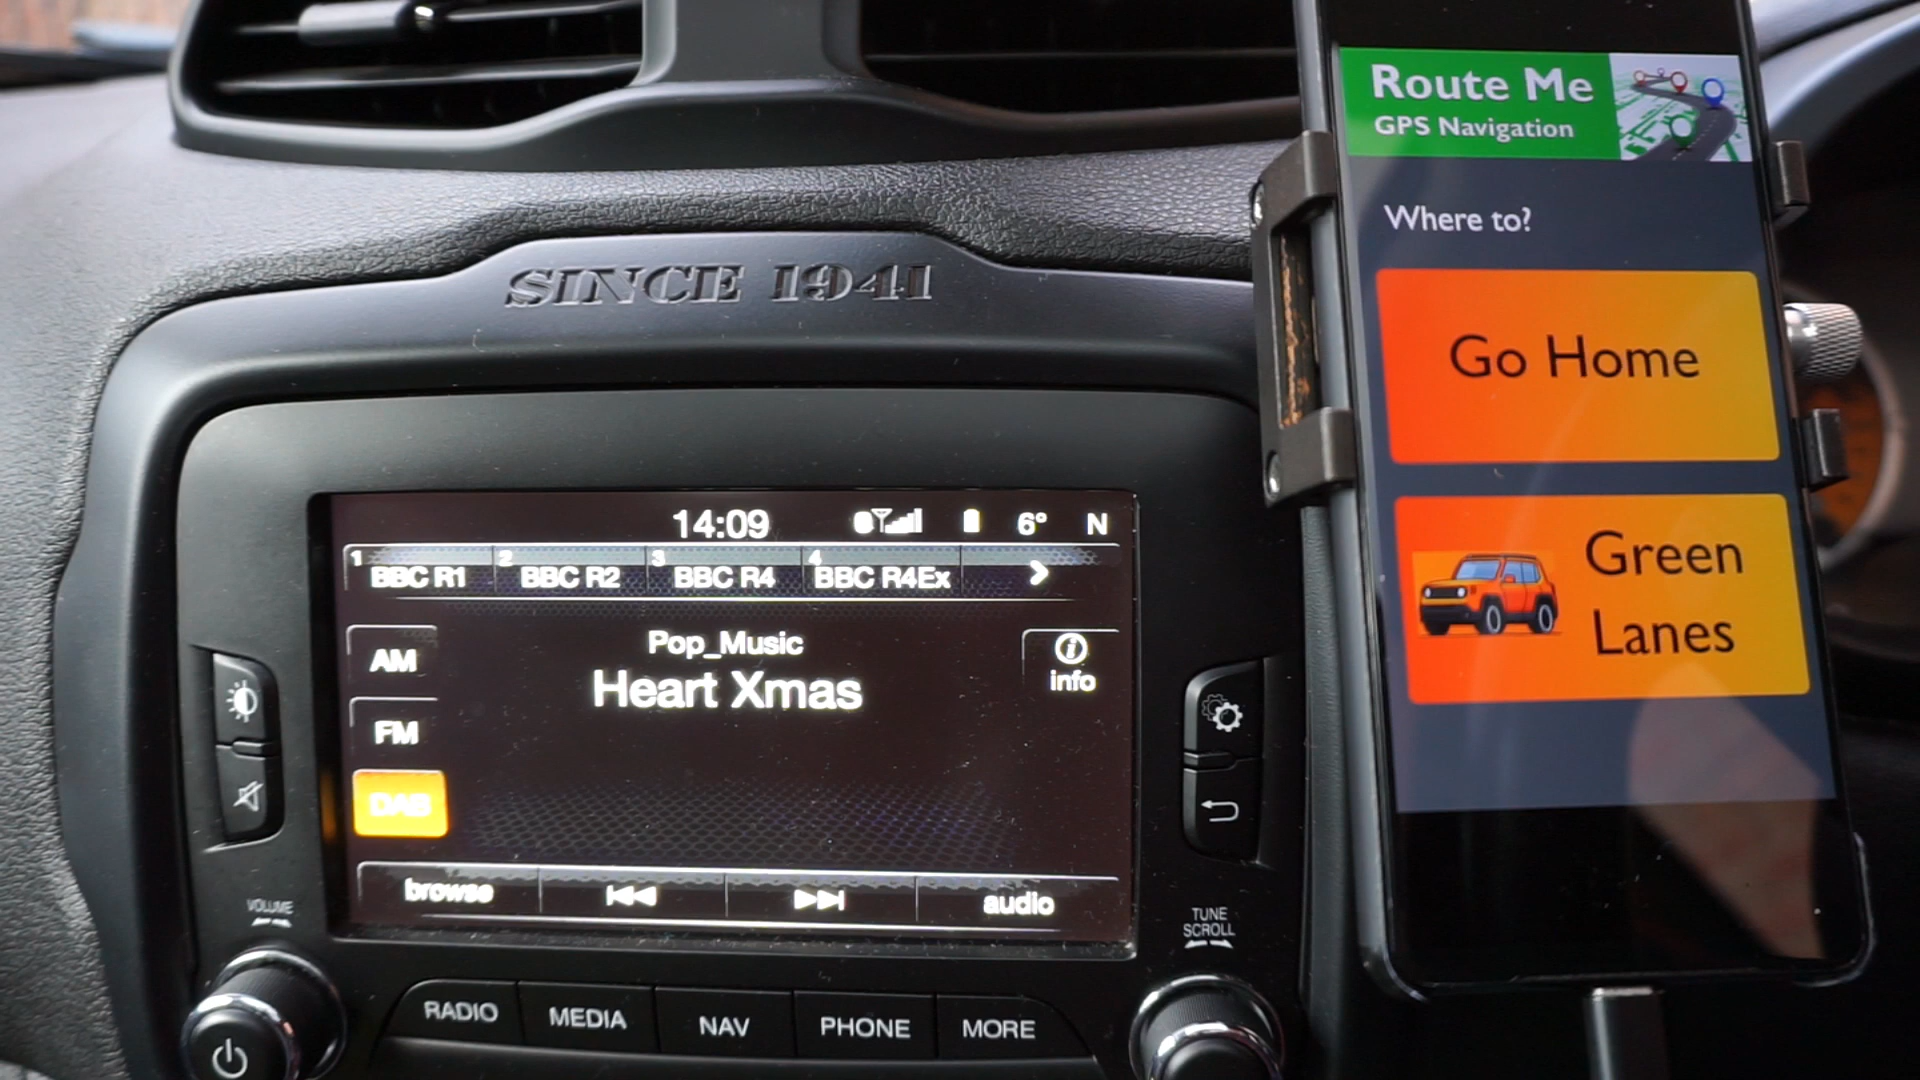 SINCE 1941
14:09
6°
N
1 BBC R1
2 BBC R2
3 BBC R4
4 BBC R4Ex
AM
FM
DAB
Pop_Music
Heart Xmas
info
browse
audio
VOLUME
TUNE
SCROLL
RADIO
MEDIA
NAV
PHONE
MORE
Route Me
GPS Navigation
Where to?
Go Home
Green
Lanes